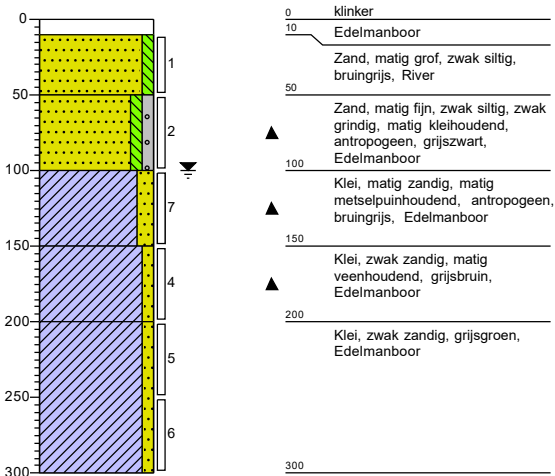 0
50
100
150
200
250
300
1
2
7
4
5
6
0
klinker
10
Edelmanboor
Zand, matig grof, zwak siltig,
bruingrijs, River
50
Zand, matig fijn, zwak siltig, zwak
grindig, matig kleihoudend,
antropogeen, grijszwart,
Edelmanboor
100
Klei, matig zandig, matig
metselpuinhoudend, antropogeen,
bruingrijs, Edelmanboor
150
Klei, zwak zandig, matig
veenhoudend, grijsbruin,
Edelmanboor
200
Klei, zwak zandig, grijsgroen,
Edelmanboor
300